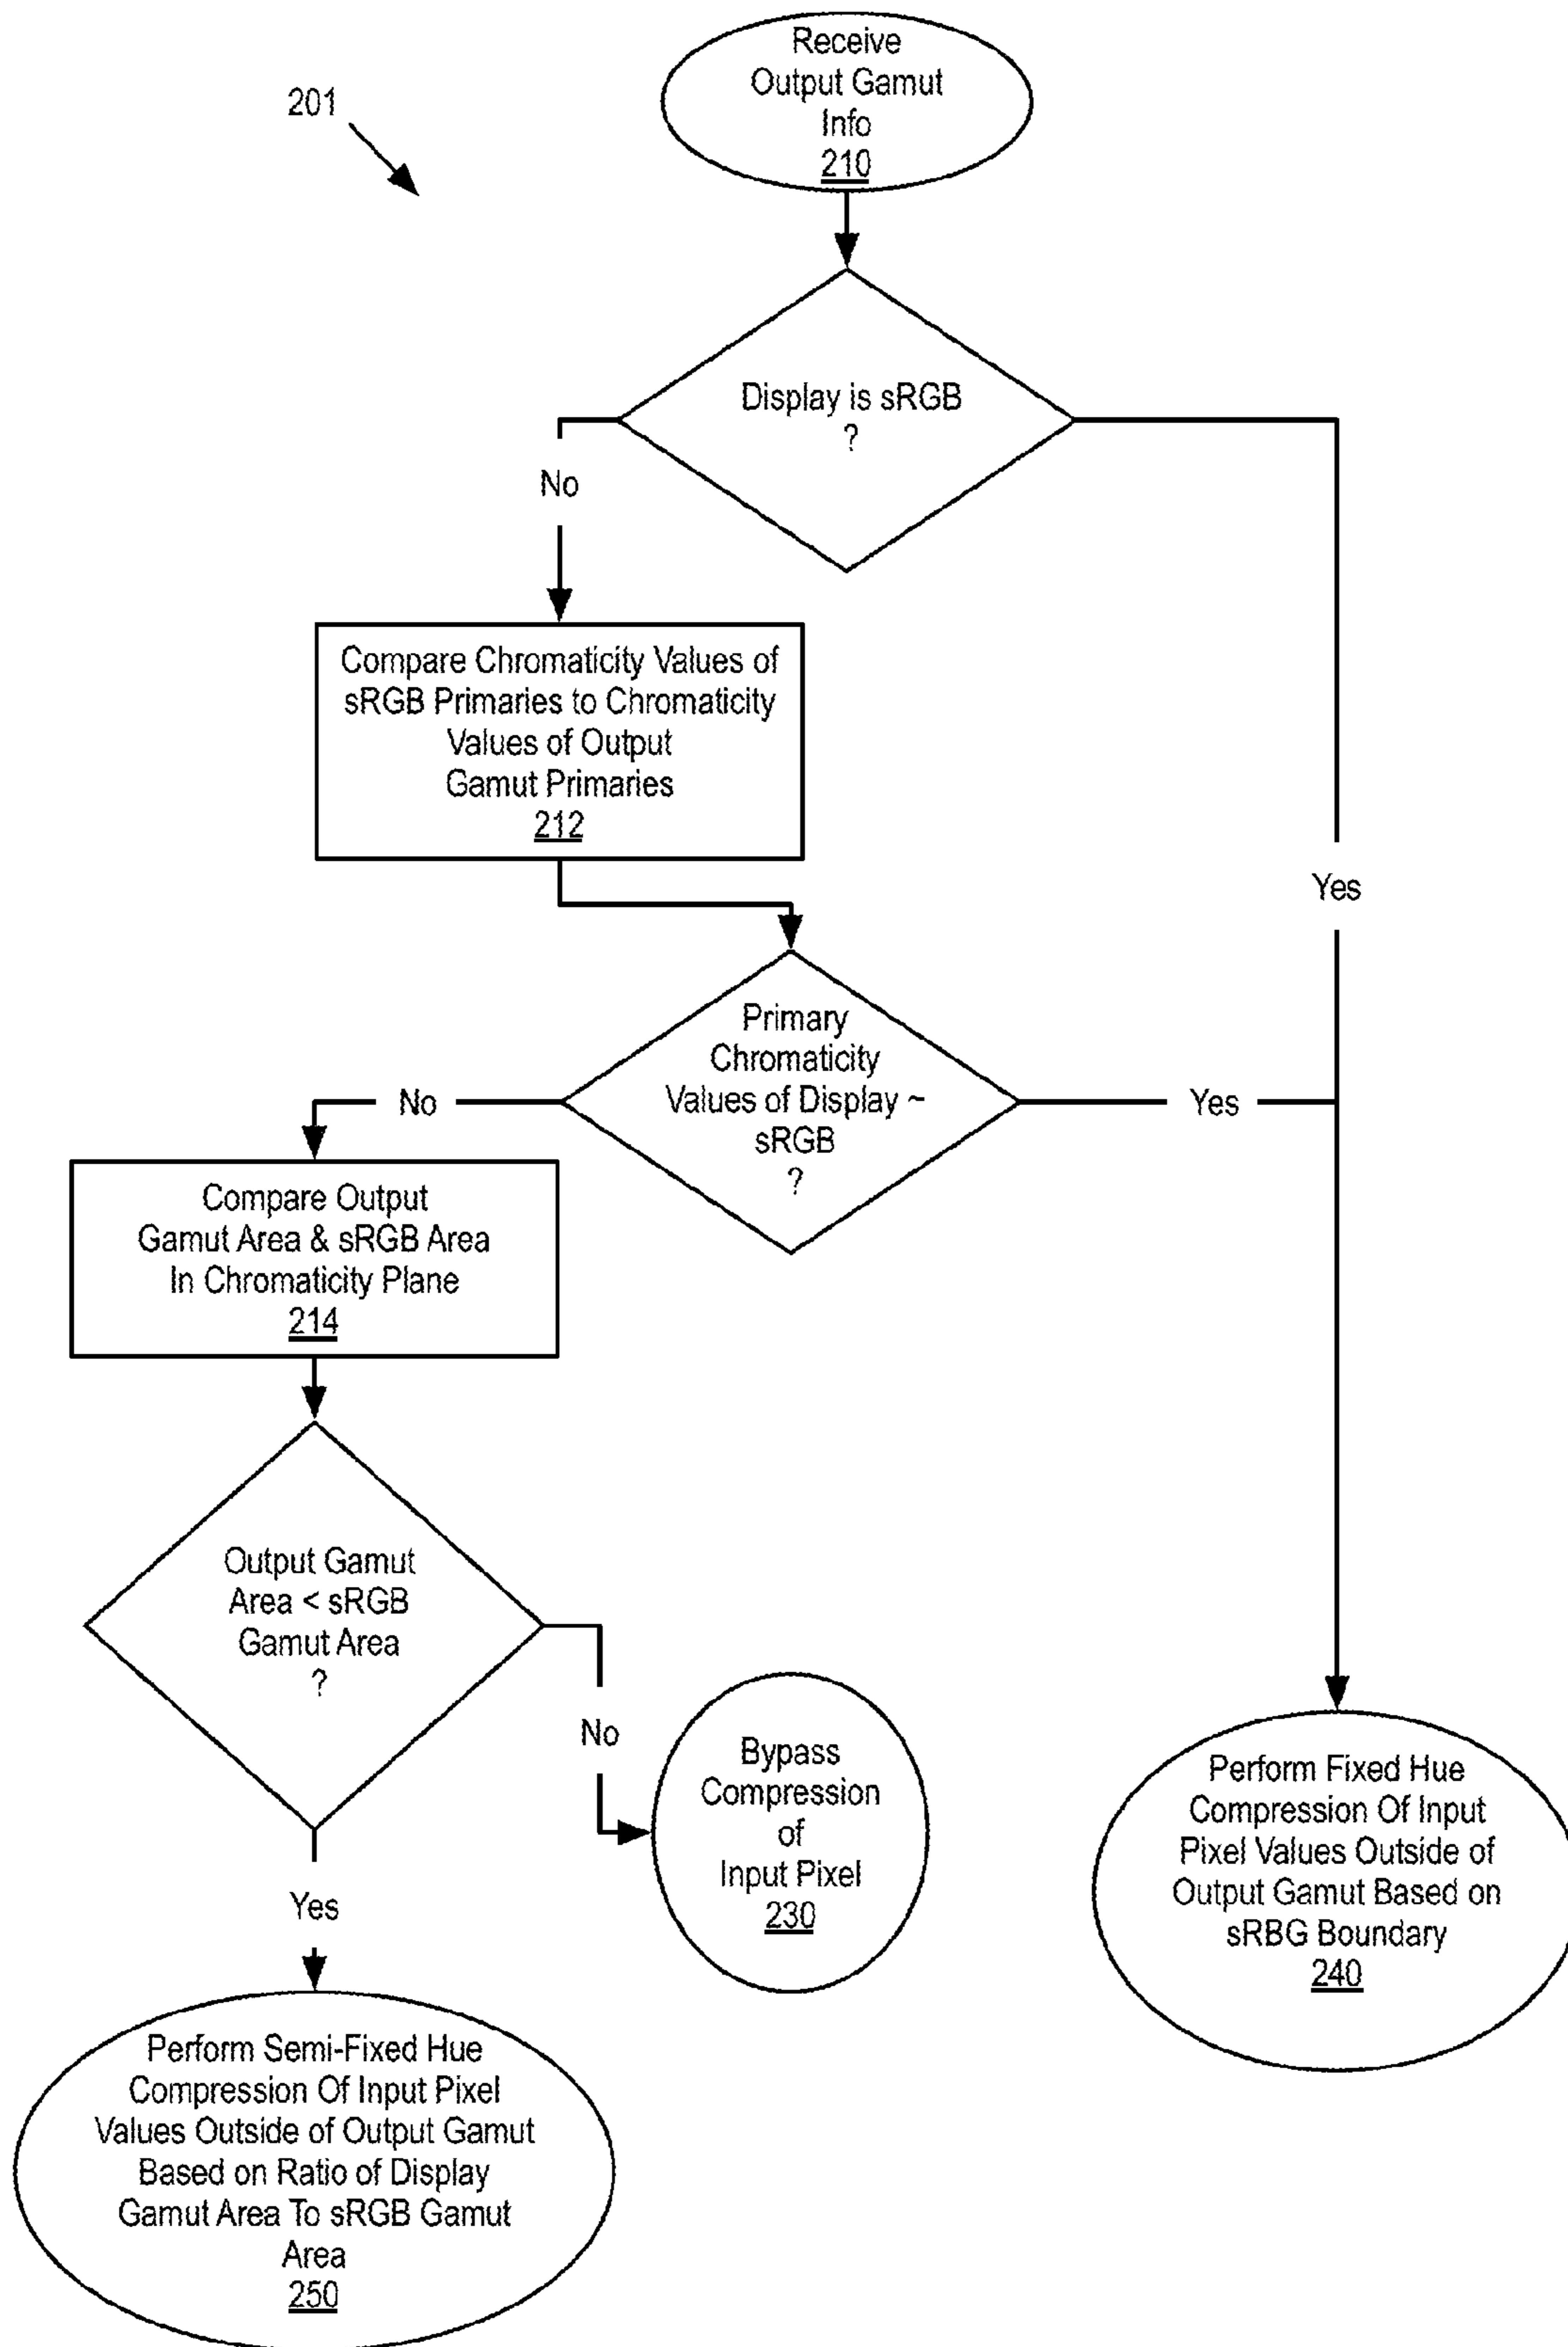 201
Receive
Output Gamut
Info
210
Display is sRGB
?
No
Compare Chromaticity Values of
sRGB Primaries to Chromaticity
Values of Output
Gamut Primaries
212
Yes
Primary
Chromaticity
Values of Display ~
sRGB
?
No
Yes
Compare Output
Gamut Area & sRGB Area
In Chromaticity Plane
214
Output Gamut
Area < sRGB
Gamut Area
?
No
Bypass
Compression
of
Input Pixel
230
Perform Fixed Hue
Compression Of Input
Pixel Values Outside of
Output Gamut Based on
sRBG Boundary
240
Yes
Perform Semi-Fixed Hue
Compression Of Input Pixel
Values Outside of Output Gamut
Based on Ratio of Display
Gamut Area To sRGB Gamut
Area
250